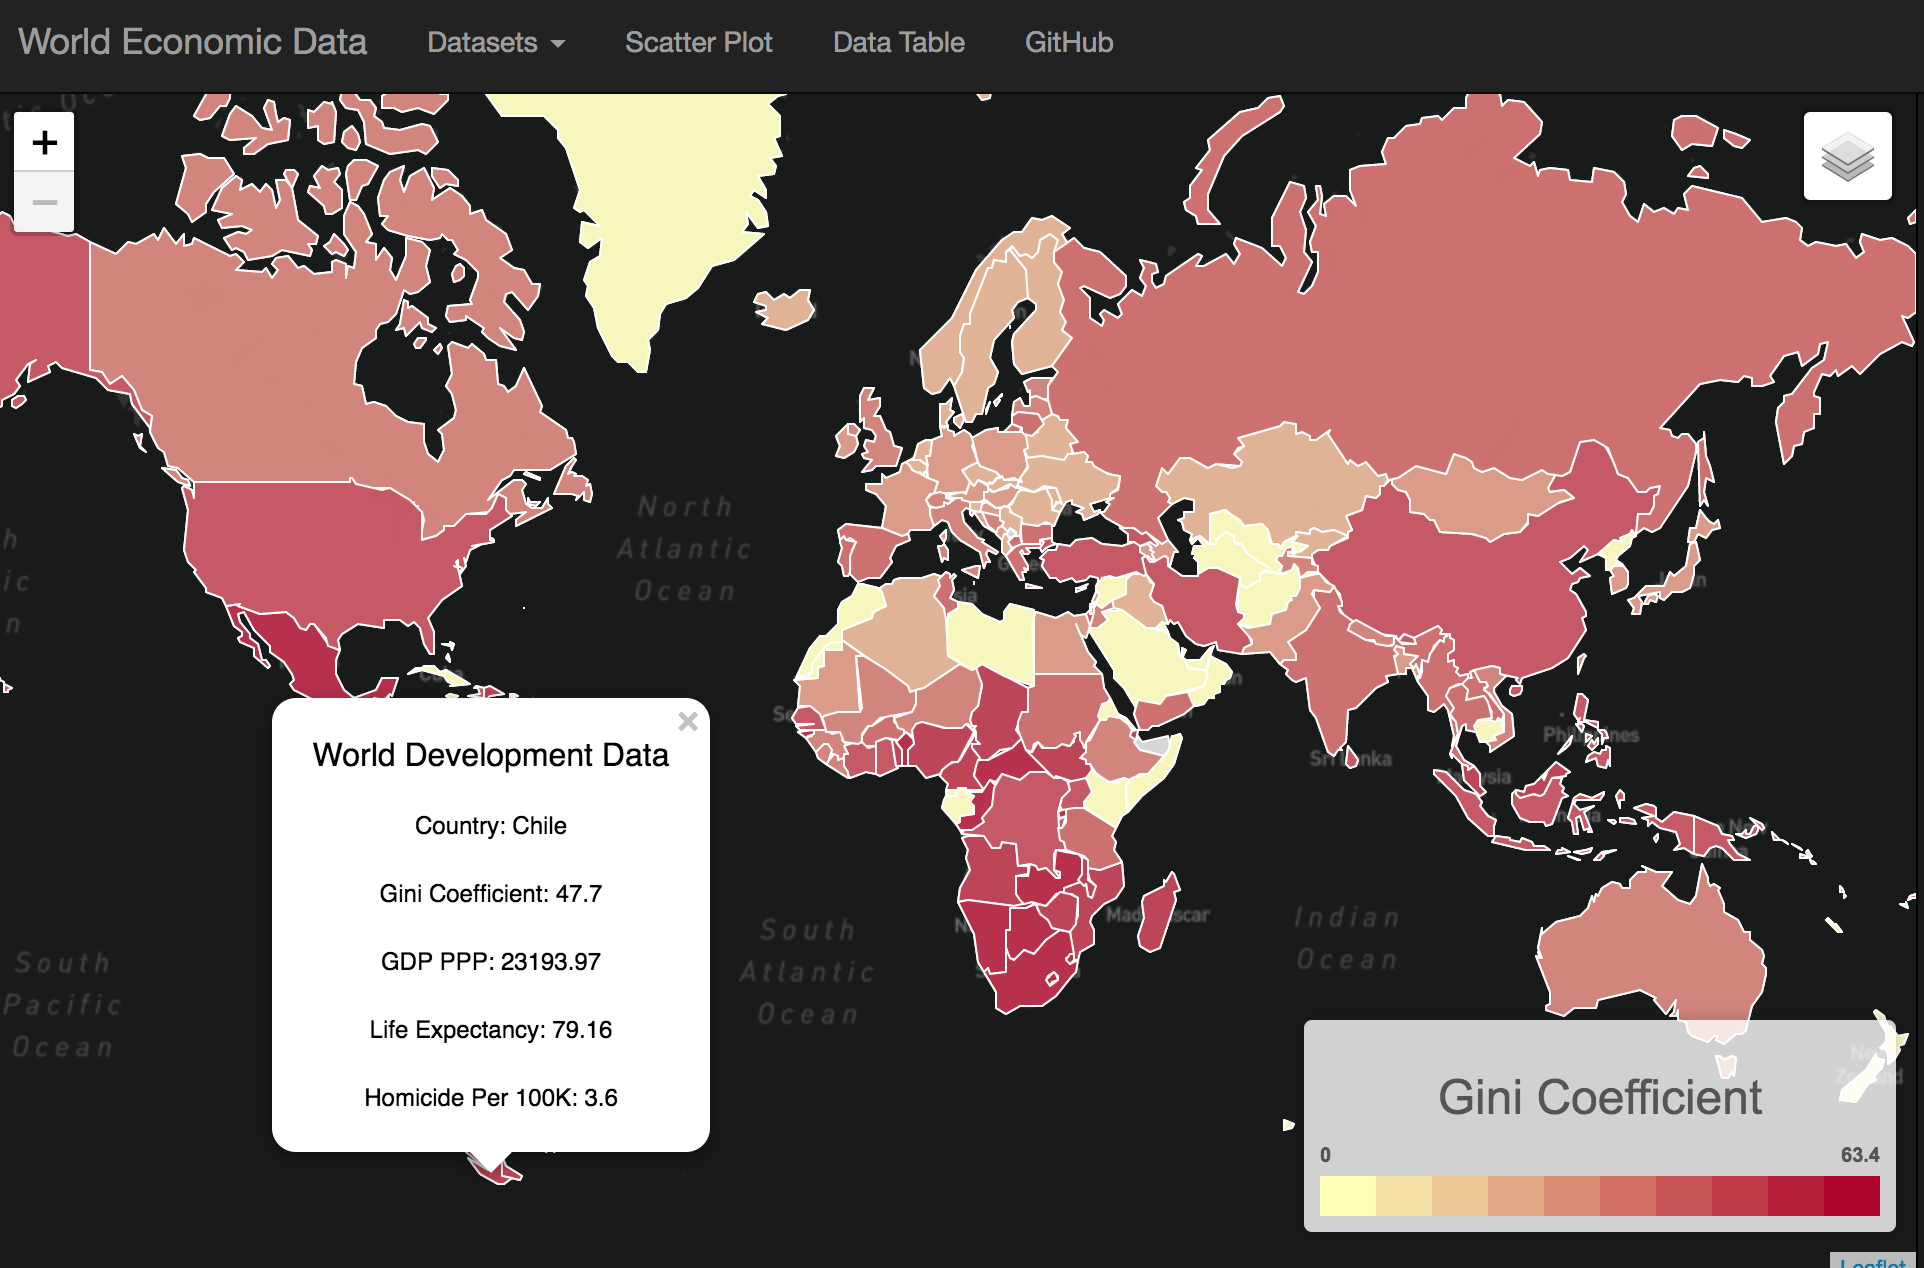 World Economic Data
Datasets
Scatter Plot
Data Table
GitHub
+
−
North
Atlantic
Ocean
Sri Lanka
Philippines
×
World Development Data
Country: Chile
Gini Coefficient: 47.7
GDP PPP: 23193.97
Life Expectancy: 79.16
Homicide Per 100K: 3.6
South
Pacific
Ocean
South
Atlantic
Ocean
Indian
Ocean
Gini Coefficient
0
63.4
Leaflet